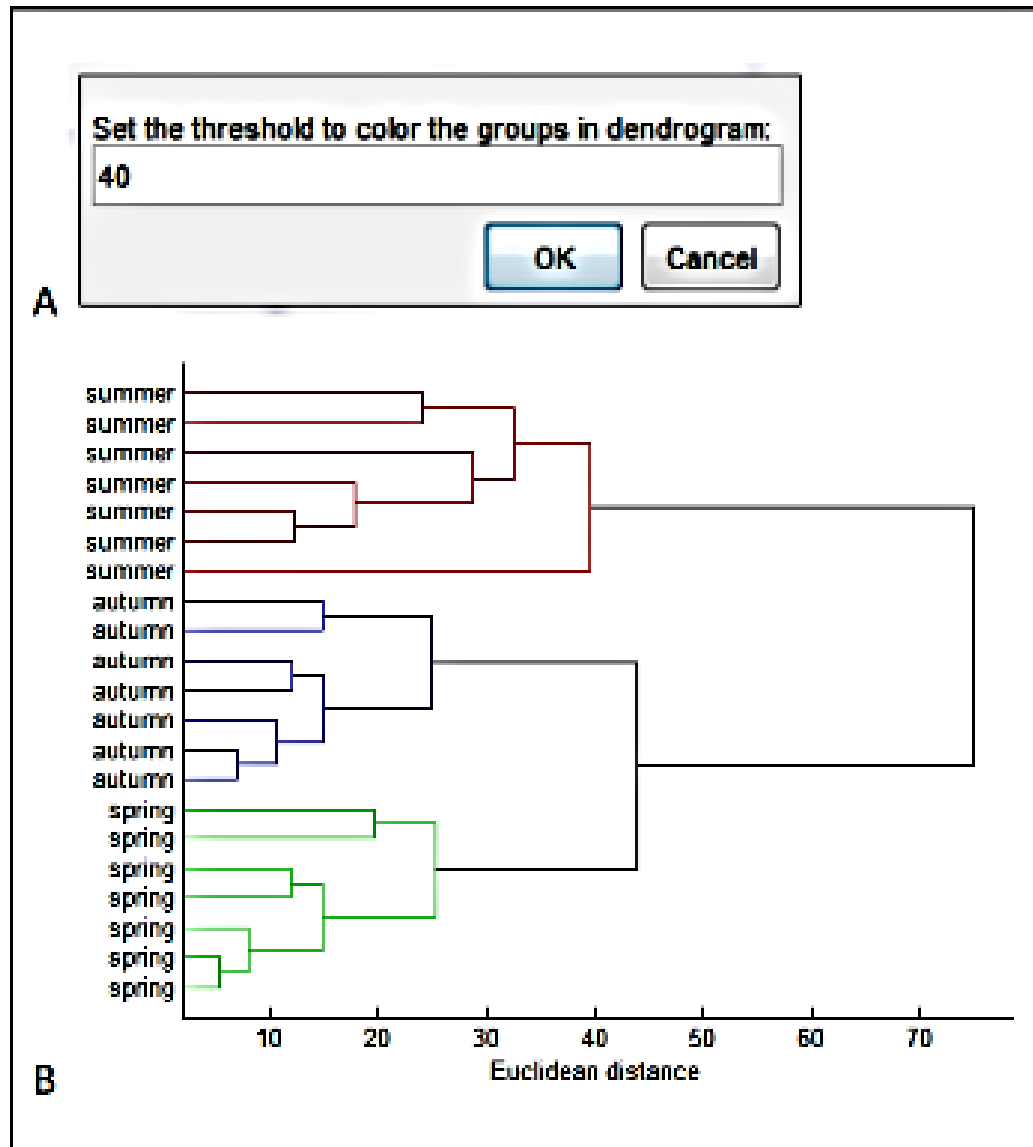 Set the threshold to color the groups in dendrogram:
40
OK Cancel
A
summer
summer
summer
summer
summer
summer
summer
autumn
autumn
autumn
autumn
autumn
autumn
autumn
spring
spring
spring
spring
spring
spring
spring
10 20 30 40 50 60 70
Euclidean distance
B